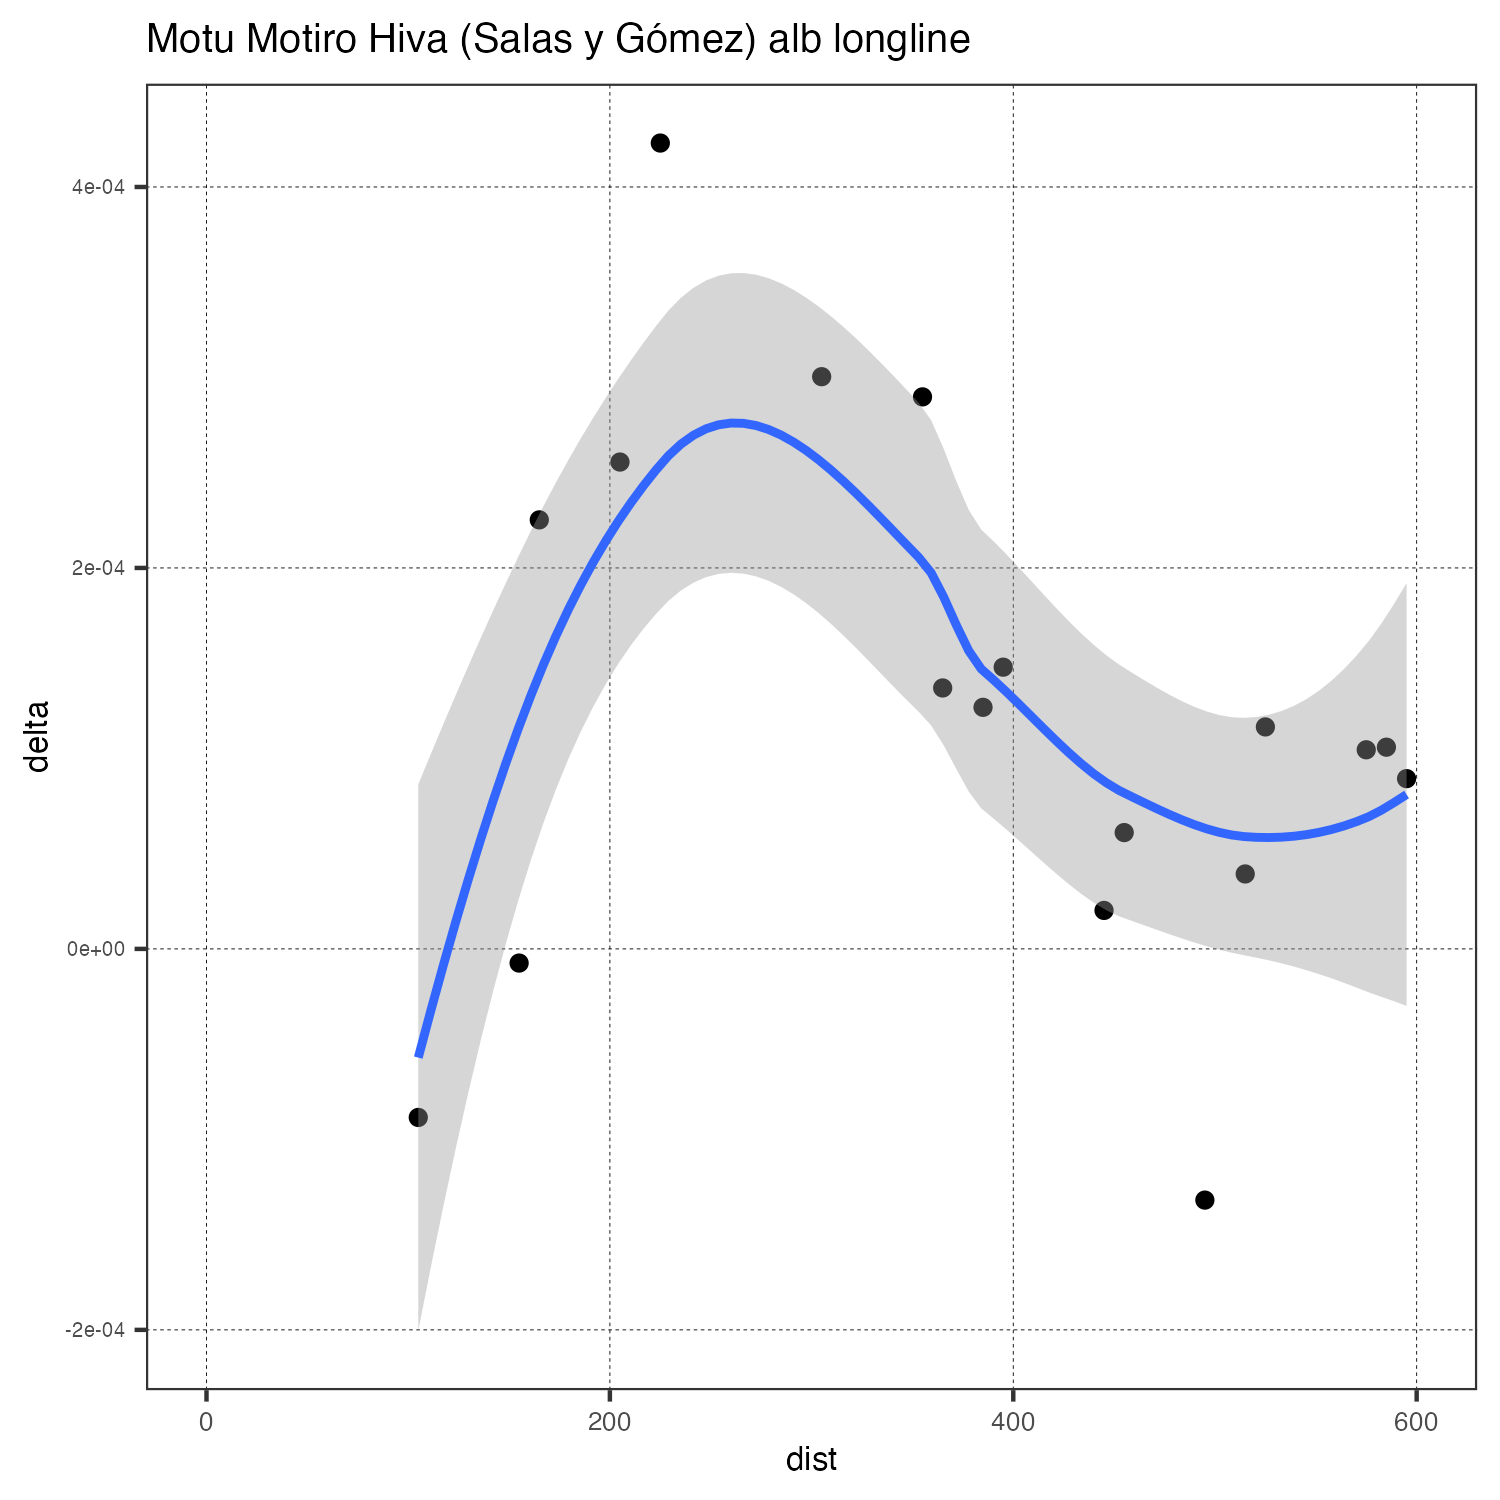 Motu Motiro Hiva (Salas y Gómez) alb longline
4e-04
2e-04
0e+00
-2e-04
delta
0
200
400
600
dist